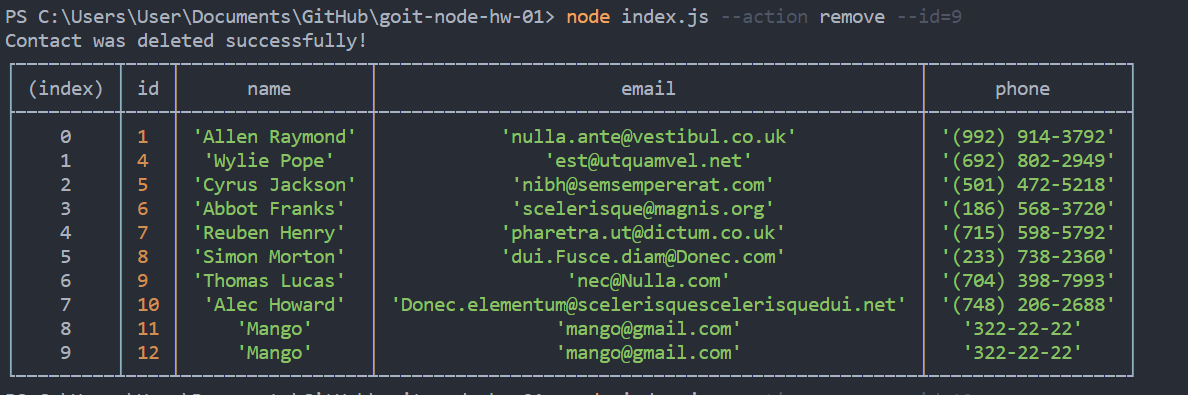 PS C:\Users\User\Documents\GitHub\goit-node-hw-01> node index.js --action remove --id=9
Contact was deleted successfully!
(index) id name email phone
0 1 'Allen Raymond' 'nulla.ante@vestibul.co.uk' '(992) 914-3792'
1 4 'Wylie Pope' 'est@utquamvel.net' '(692) 802-2949'
2 5 'Cyrus Jackson' 'nibh@semsempererat.com' '(501) 472-5218'
3 6 'Abbot Franks' 'scelerisque@magnis.org' '(186) 568-3720'
4 7 'Reuben Henry' 'pharetra.ut@dictum.co.uk' '(715) 598-5792'
5 8 'Simon Morton' 'dui.Fusce.diam@Donec.com' '(233) 738-2360'
6 9 'Thomas Lucas' 'nec@Nulla.com' '(704) 398-7993'
7 10 'Alec Howard' 'Donec.elementum@scelerisquescelerisquedui.net' '(748) 206-2688'
8 11 'Mango' 'mango@gmail.com' '322-22-22'
9 12 'Mango' 'mango@gmail.com' '322-22-22'